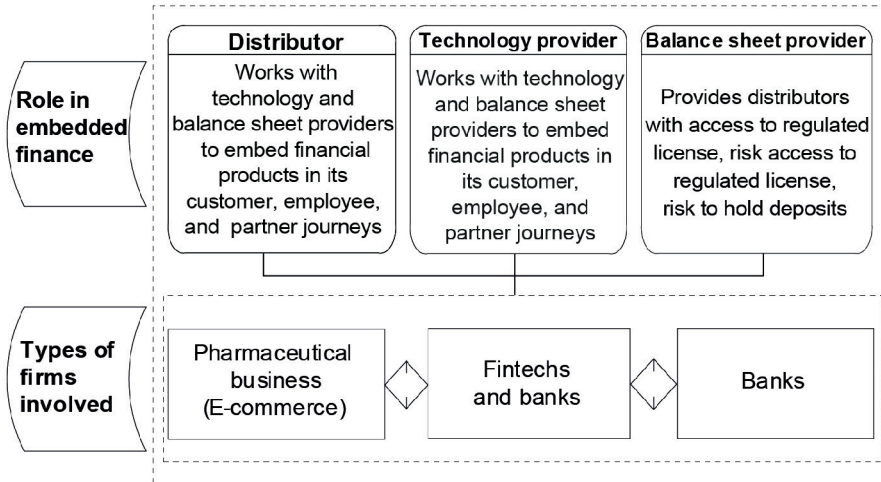 Role in
embedded
finance
Distributor
Works with
technology and
balance sheet providers
to embed financial
products in its
customer, employee,
and partner journeys
Technology provider
Works with technology
and balance sheet
providers to embed
financial products in
its customer,
employee, and
partner journeys
Balance sheet provider
Provides distributors
with access to regulated
license, risk access to
regulated license,
risk to hold deposits
Types of
firms
involved
Pharmaceutical
business
(E-commerce)
Fintechs
and banks
Banks